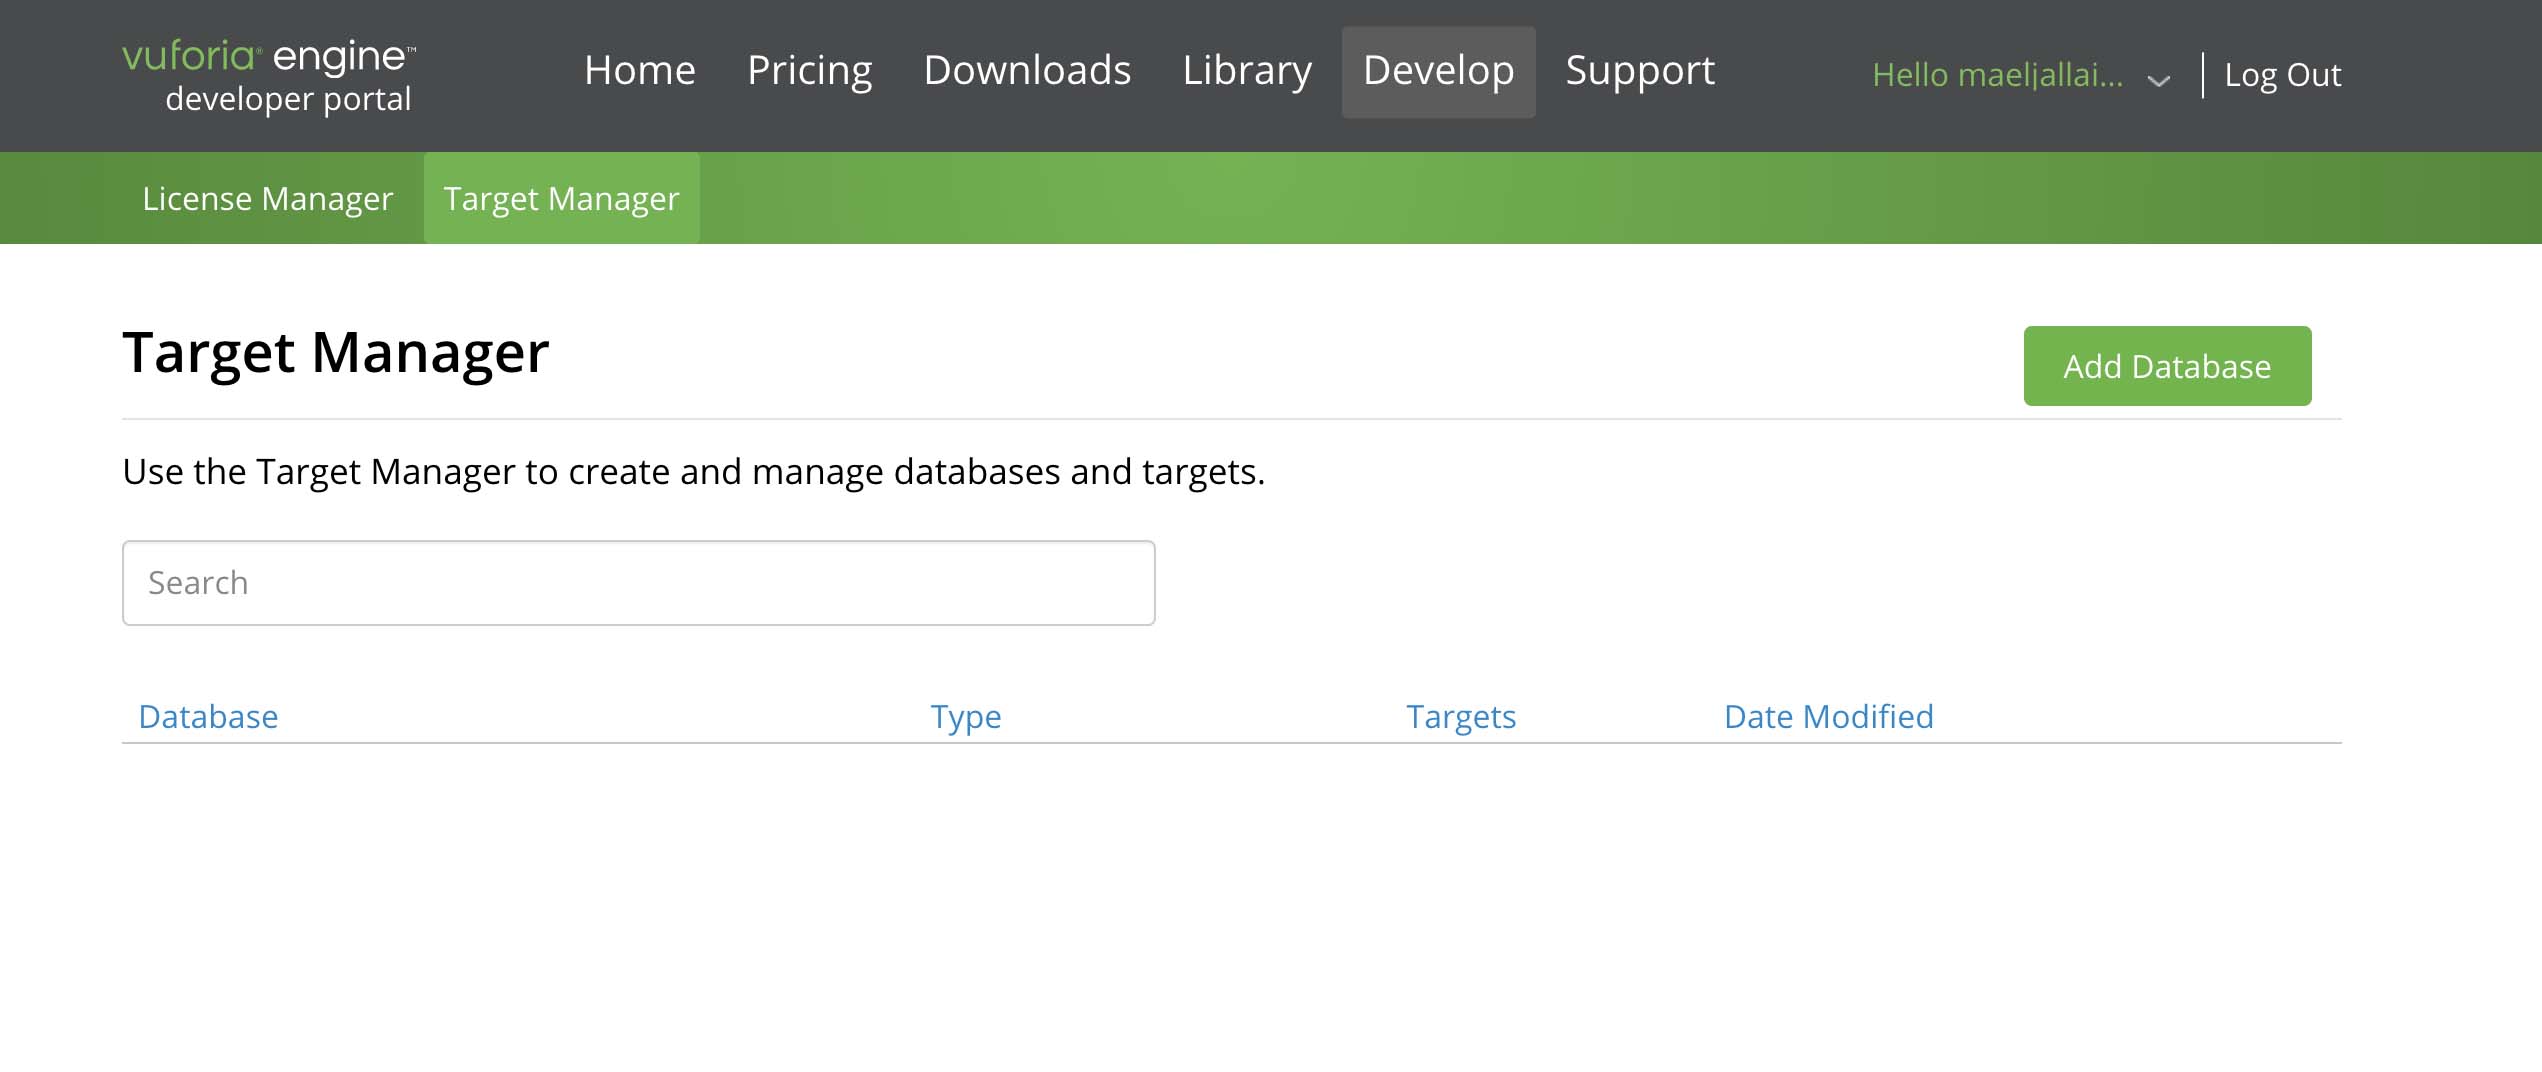 vuforia® engine™
developer portal
Home Pricing Downloads Library Develop Support
Hello maeljallai... Log Out
License Manager Target Manager
Target Manager
Add Database
Use the Target Manager to create and manage databases and targets.
Search
Database Type Targets Date Modified